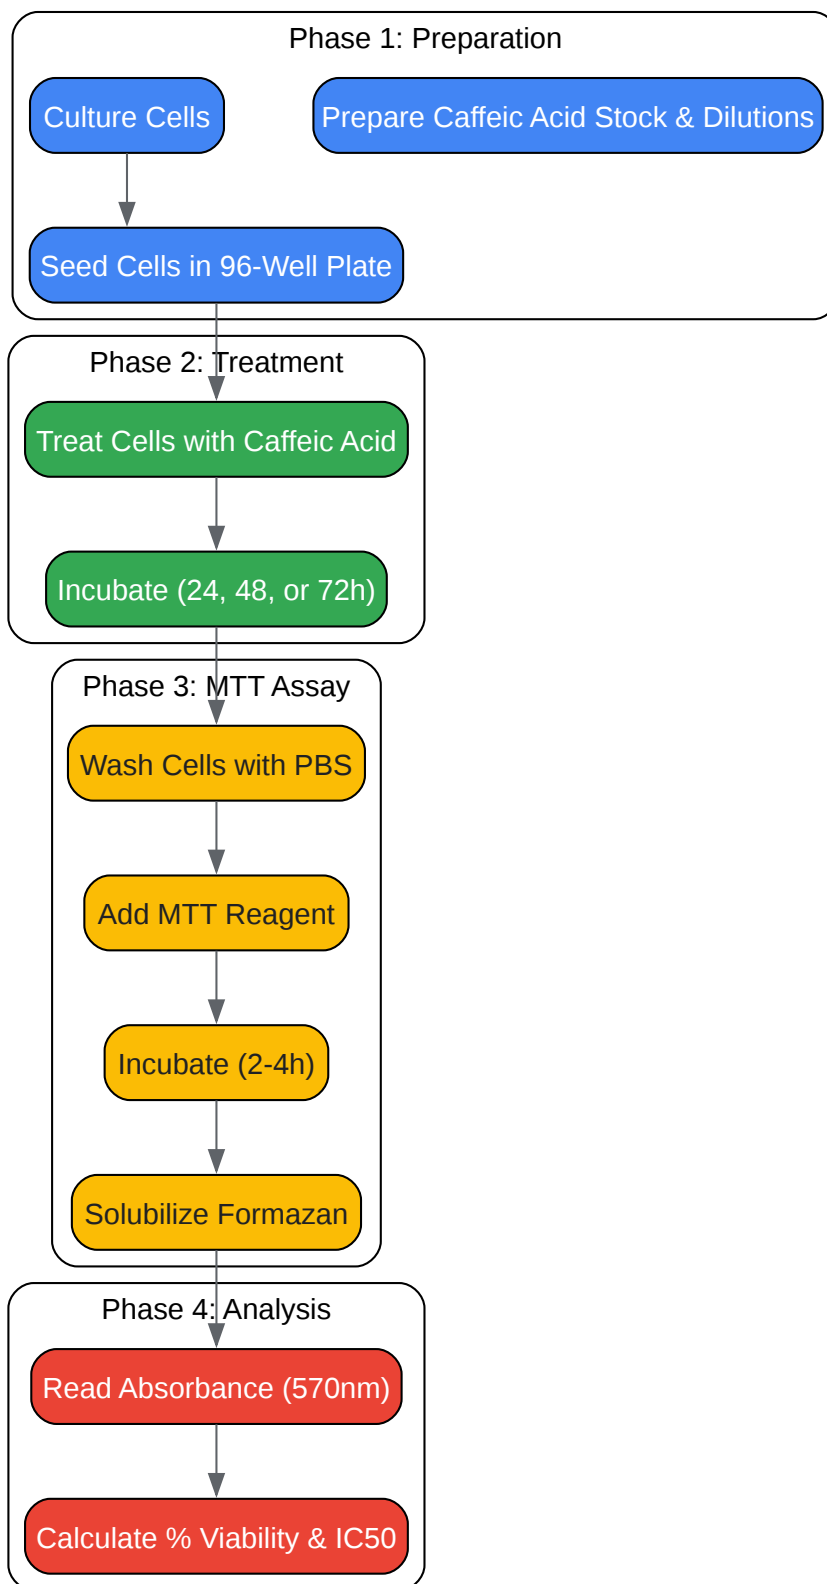 Phase 1: Preparation
Culture Cells
Prepare Caffeic Acid Stock & Dilutions
Seed Cells in 96-Well Plate
Phase 2: Treatment
Treat Cells with Caffeic Acid
Incubate (24, 48, or 72h)
Phase 3: MTT Assay
Wash Cells with PBS
Add MTT Reagent
Incubate (2-4h)
Solubilize Formazan
Phase 4: Analysis
Read Absorbance (570nm)
Calculate % Viability & IC50